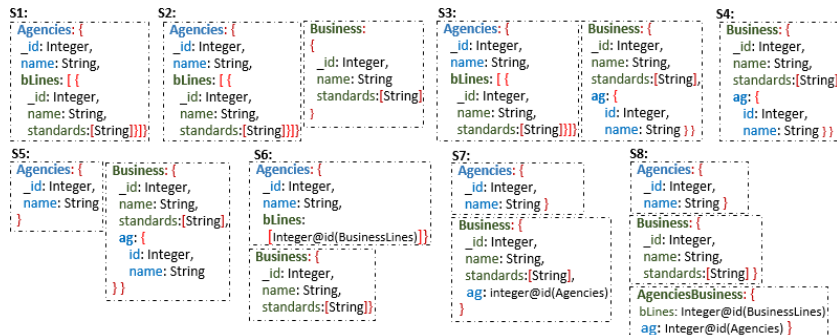 S1:
Agencies: {
_id: Integer,
name: String,
bLines: [ {
_id: Integer,
name: String,
standards:[String]}]}
S2:
Agencies: {
_id: Integer,
name: String,
bLines: [ {
_id: Integer,
name: String,
standards:[String]}]}
Business:
{
_id: Integer,
name: String
standards:[String]
}
S3:
Agencies: {
_id: Integer,
name: String,
bLines: [ {
_id: Integer,
name: String,
standards:[String]}]}
Business: {
_id: Integer,
name: String,
standards:[String],
ag: {
id: Integer,
name: String } }
S4:
Business: {
_id: Integer,
name: String,
standards:[String],
ag: {
id: Integer,
name: String } }
S5:
Agencies: {
_id: Integer,
name: String
}
Business: {
_id: Integer,
name: String,
standards:[String],
ag: {
id: Integer,
name: String
} }
S6:
Agencies: {
_id: Integer,
name: String,
bLines:
[Integer@id(BusinessLines)]}
Business: {
_id: Integer,
name: String,
standards:[String]}
S7:
Agencies: {
_id: Integer,
name: String }
Business: {
_id: Integer,
name: String,
standards:[String],
ag: integer@id(Agencies)
}
S8:
Agencies: {
_id: Integer,
name: String }
Business: {
_id: Integer,
name: String,
standards:[String] }
AgenciesBusiness: {
bLines: Integer@id(BusinessLines)
ag: Integer@id(Agencies) }